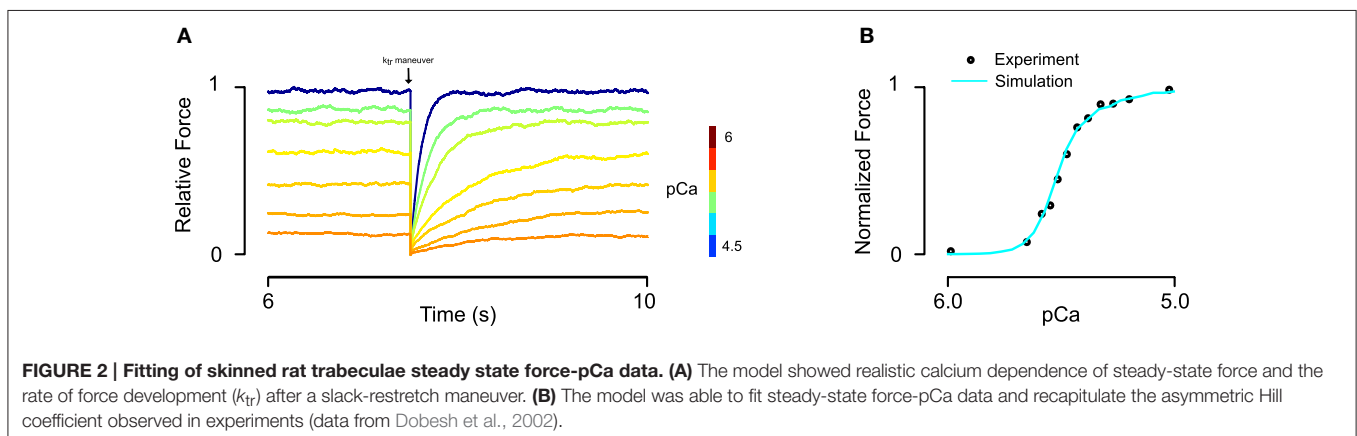 A
k_tr maneuver
1
Relative Force
0
6
10
Time (s)
pCa
6
4.5
B
Experiment
Simulation
1
Normalized Force
0
6.0
5.0
pCa
FIGURE 2 | Fitting of skinned rat trabeculae steady state force-pCa data. (A) The model showed realistic calcium dependence of steady-state force and the
rate of force development (k_tr) after a slack-restretch maneuver. (B) The model was able to fit steady-state force-pCa data and recapitulate the asymmetric Hill
coefficient observed in experiments (data from Dobesh et al., 2002).